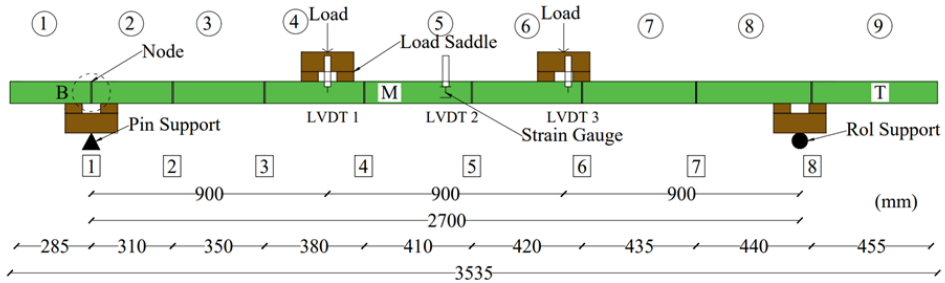 1 2 3 4 5 6 7 8 9
Load Load
Node Load Saddle
B M T
LVDT 1 LVDT 2 LVDT 3
Pin Support Strain Gauge Rol Support
1 2 3 4 5 6 7 8
900 900 900
(mm)
2700
285 310 350 380 410 420 435 440 455
3535